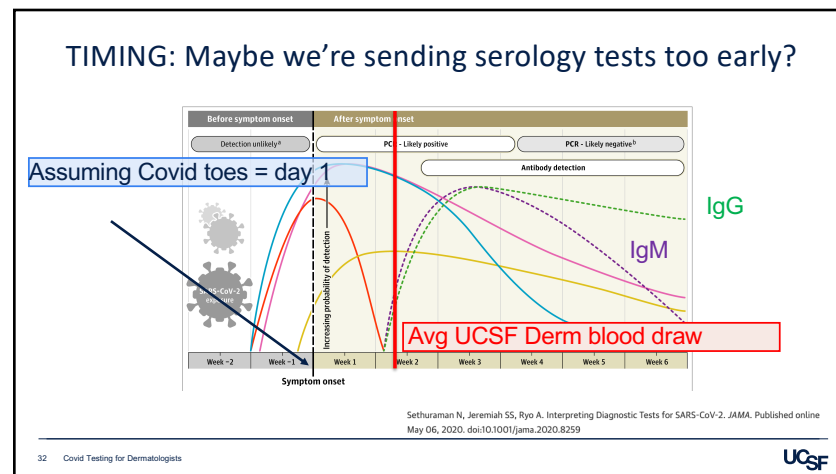 TIMING: Maybe we're sending serology tests too early?
Before symptom onset
After symptom onset
Detection unlikely a
PCR - Likely positive
PCR - Likely negative b
Antibody detection
Assuming Covid toes = day 1
SARS-CoV-2
exposure
Increasing probability of detection
IgG
IgM
Avg UCSF Derm blood draw
Week −2
Week −1
Week 1
Week 2
Week 3
Week 4
Week 5
Week 6
Symptom onset
Sethuraman N, Jeremiah SS, Ryo A. Interpreting Diagnostic Tests for SARS-CoV-2. JAMA. Published online
May 06, 2020. doi:10.1001/jama.2020.8259
32 Covid Testing for Dermatologists
UCSF